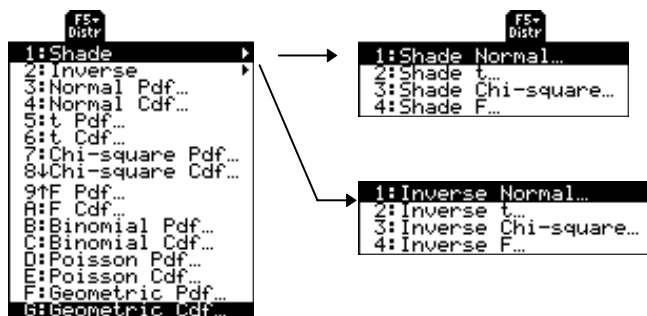 F5▾
Distr
1:Shade ▸
2:Inverse ▸
3:Normal Pdf…
4:Normal Cdf…
5:t Pdf…
6:t Cdf…
7:Chi-square Pdf…
8↓Chi-square Cdf…
9↑F Pdf…
A:F Cdf…
B:Binomial Pdf…
C:Binomial Cdf…
D:Poisson Pdf…
E:Poisson Cdf…
F:Geometric Pdf…
G:Geometric Cdf…
F5▾
Distr
1:Shade Normal…
2:Shade t…
3:Shade Chi-square…
4:Shade F…
1:Inverse Normal…
2:Inverse t…
3:Inverse Chi-square…
4:Inverse F…